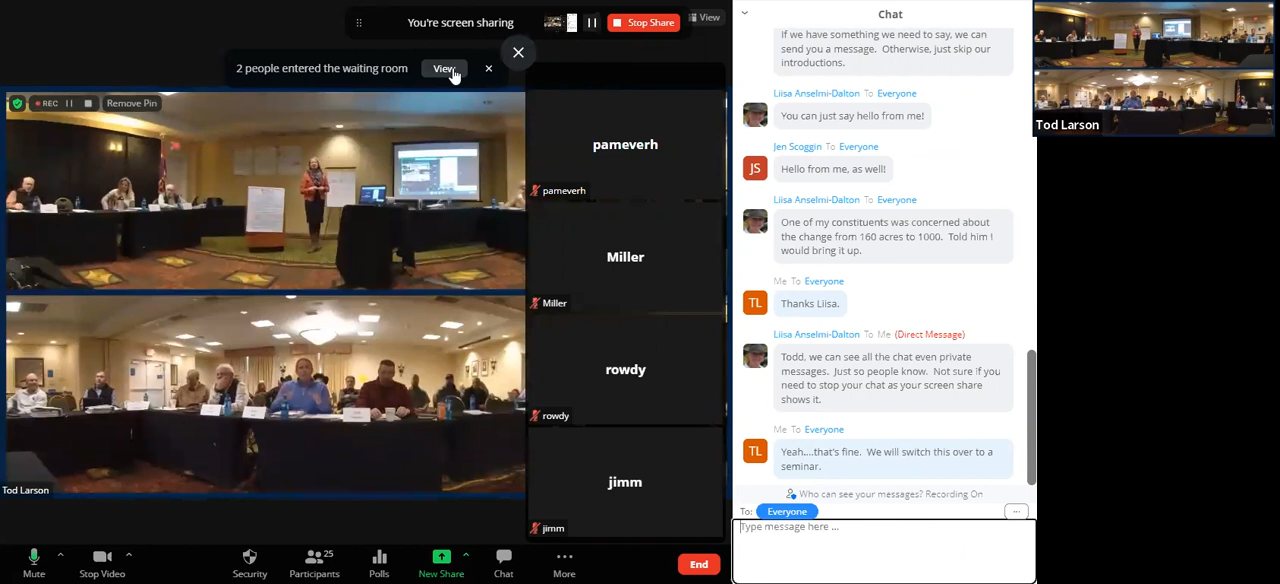 You're screen sharing
Stop Share
View
2 people entered the waiting room
View
REC
Remove Pin
pameverh
pameverh
Miller
Miller
rowdy
rowdy
jimm
jimm
Tod Larson
Mute
Stop Video
Security
Participants
25
Polls
New Share
Chat
More
End
Chat
If we have something we need to say, we can
send you a message. Otherwise, just skip our
introductions.
Liisa Anselmi-Dalton To Everyone
You can just say hello from me!
Jen Scoggin To Everyone
JS
Hello from me, as well!
Liisa Anselmi-Dalton To Everyone
One of my constituents was concerned about
the change from 160 acres to 1000. Told him I
would bring it up.
Me To Everyone
TL
Thanks Liisa.
Liisa Anselmi-Dalton To Me (Direct Message)
Todd, we can see all the chat even private
messages. Just so people know. Not sure if you
need to stop your chat as your screen share
shows it.
Me To Everyone
TL
Yeah....that's fine. We will switch this over to a
seminar.
Who can see your messages? Recording On
To: Everyone
Type message here ...
Tod Larson